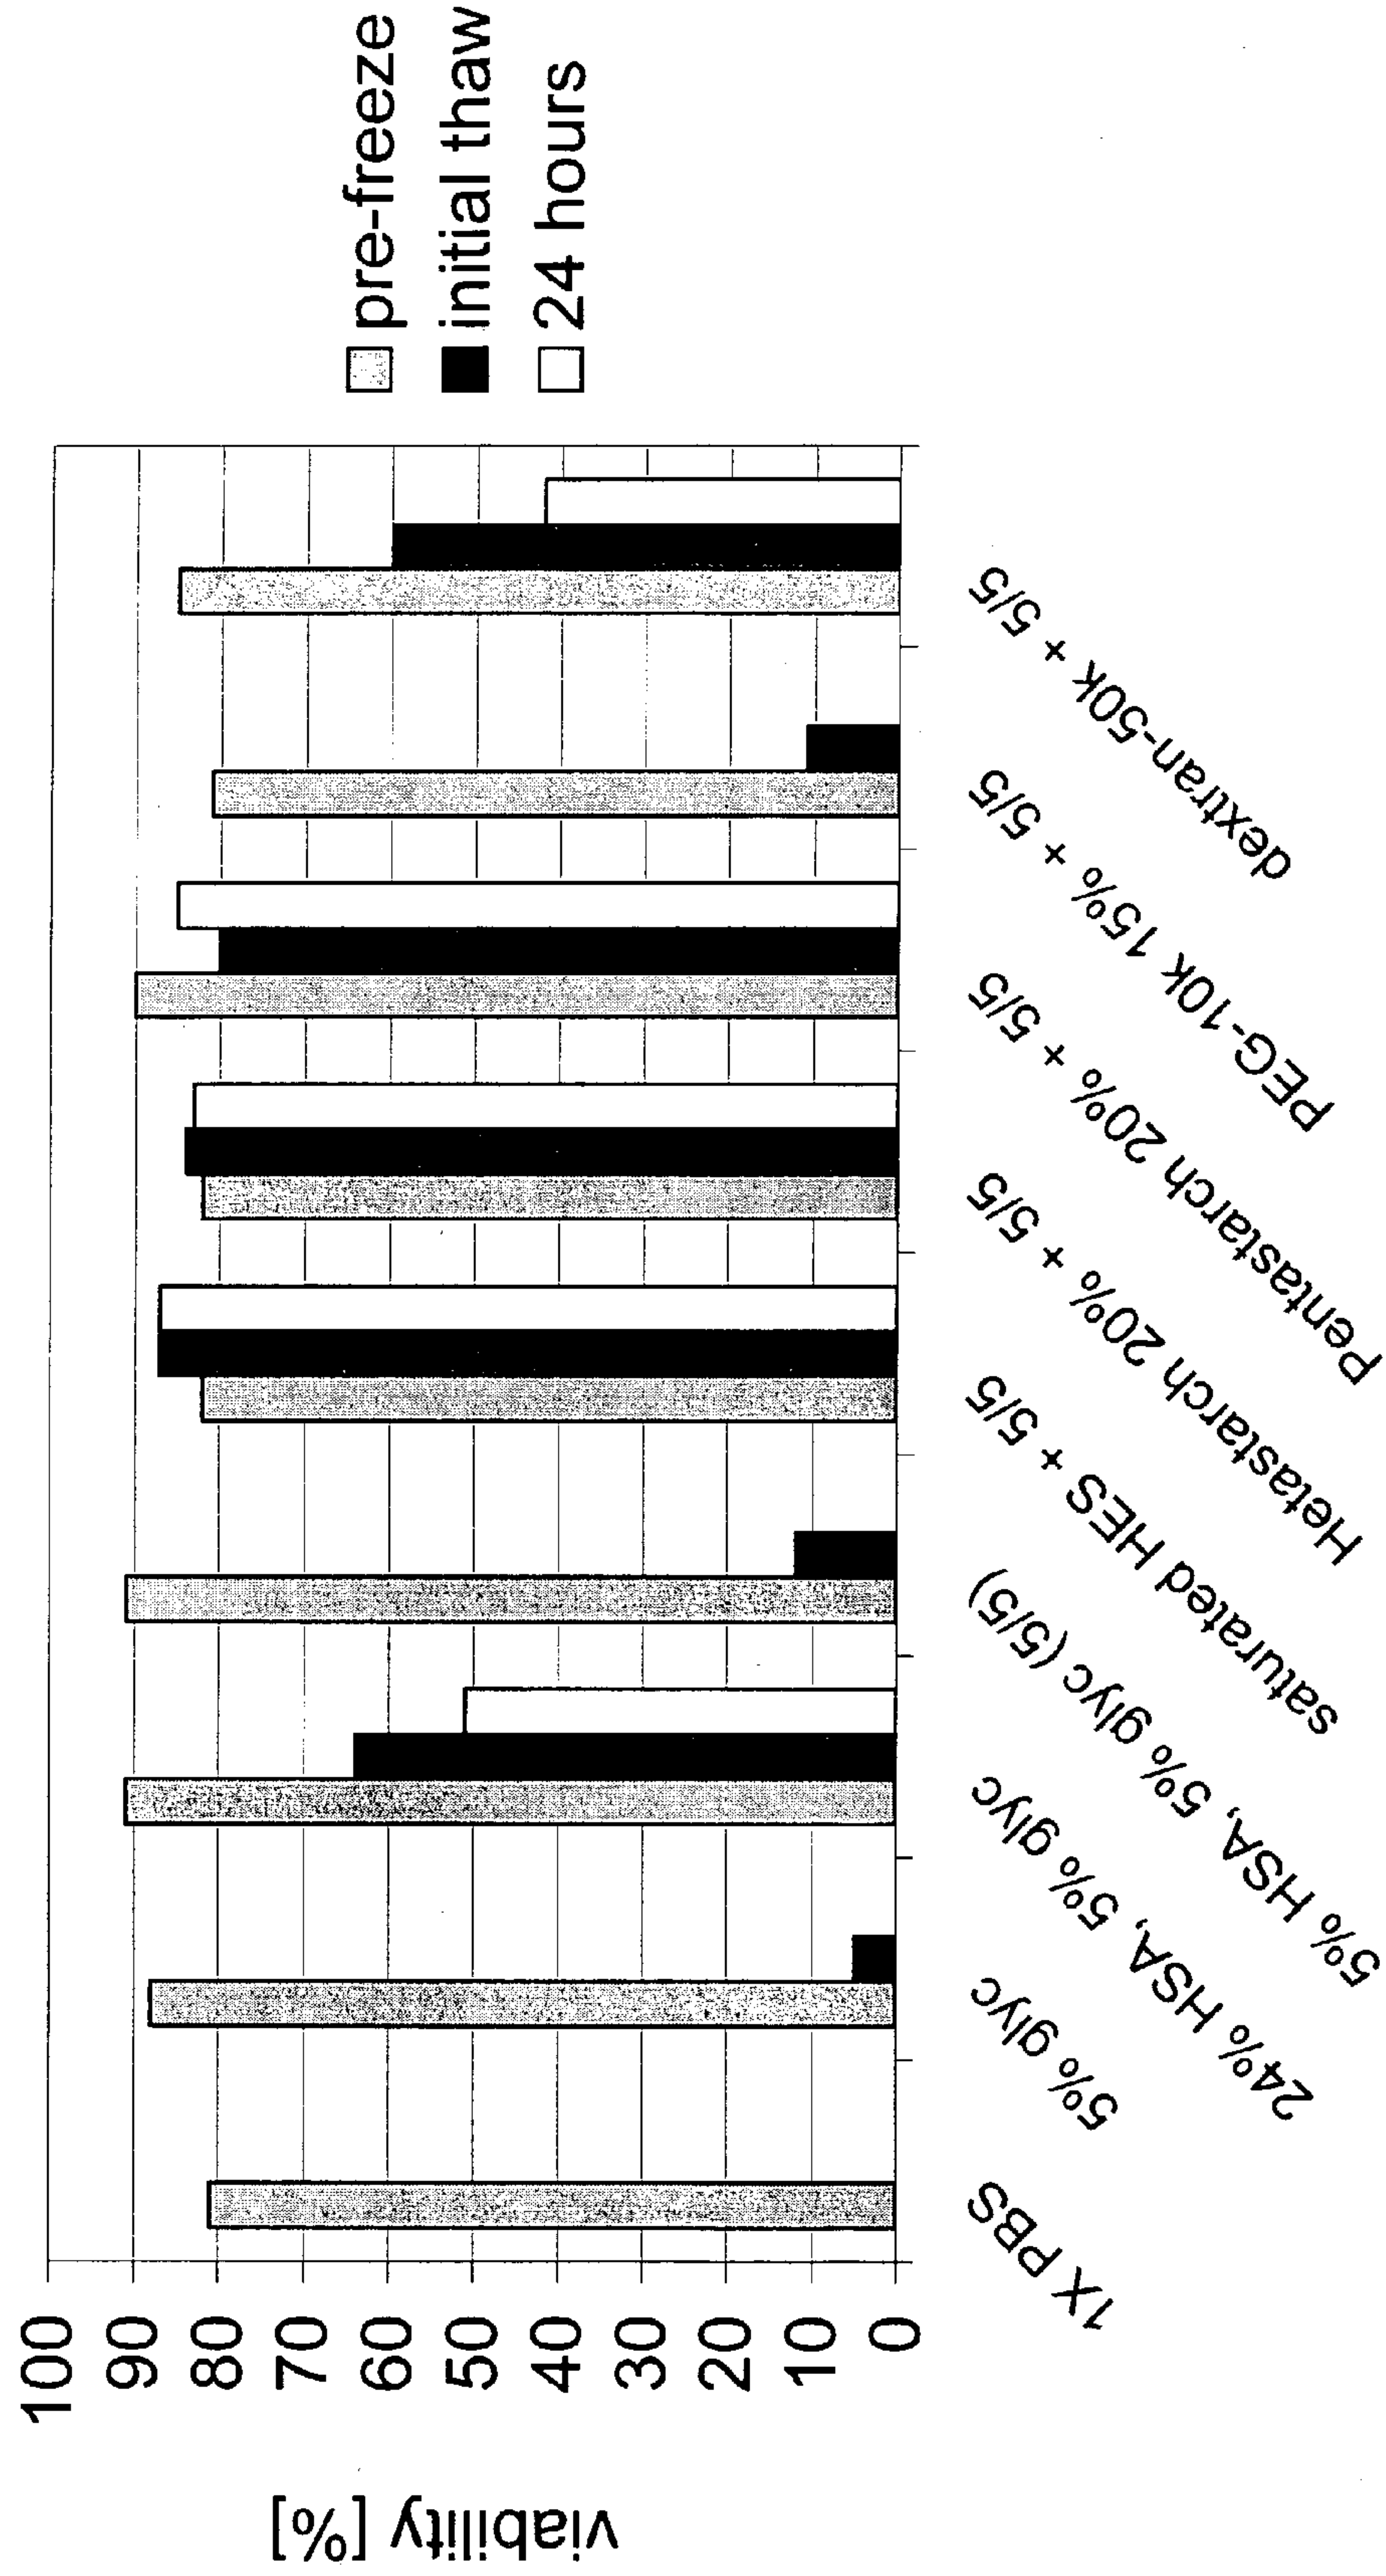 viability [%]
100
90
80
70
60
50
40
30
20
10
0
1X PBS
5% glyc
24% HSA, 5% glyc
5% HSA, 5% glyc (5/5)
saturated HES + 5/5
Hetastarch 20% + 5/5
Pentastarch 20% + 5/5
PEG-10k 15% + 5/5
dextran-50k + 5/5
pre-freeze
initial thaw
24 hours